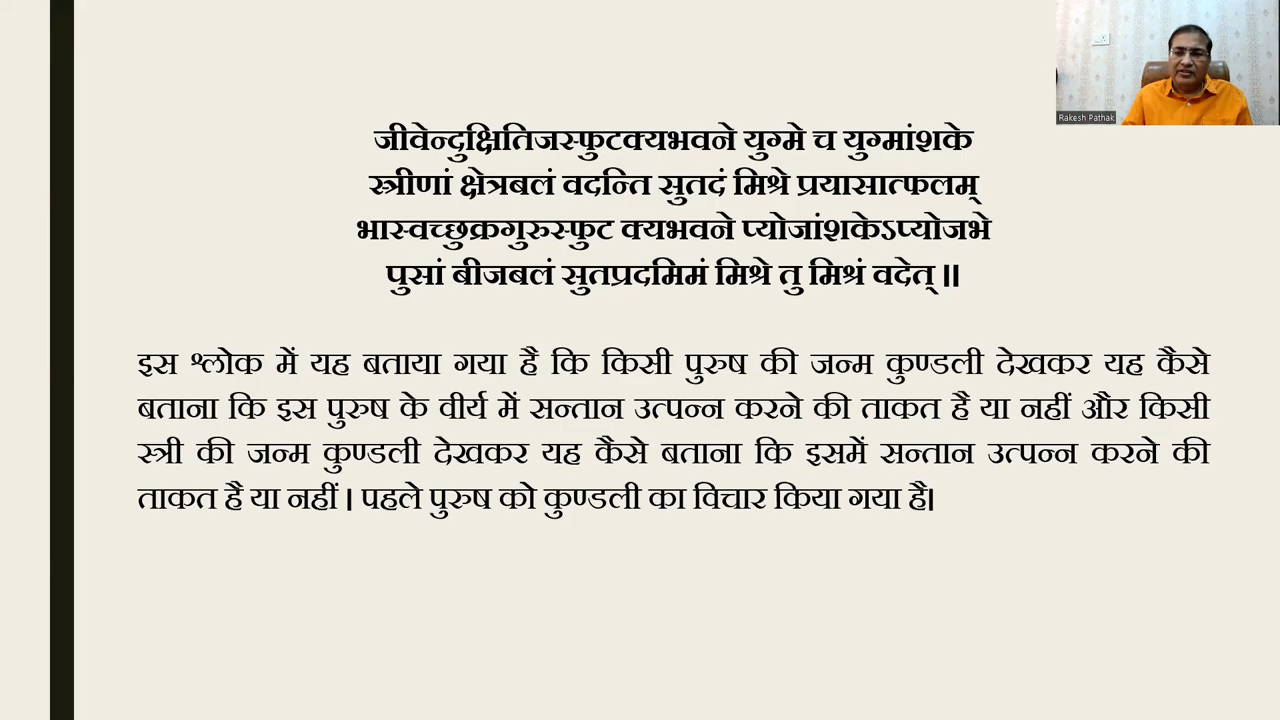 Rakesh Pathak
जीवेन्दुक्षितिजस्फुटक्यभवने युग्मे च युग्मांशके
स्त्रीणां क्षेत्रबलं वदन्ति सुतदं मिश्रे प्रयासात्फलम्
भास्वच्छुक्रगुरुस्फुट क्यभवने प्योजांशकेऽप्योजभे
पुसां बीजबलं सुतप्रदमिमं मिश्रे तु मिश्रं वदेत् ॥
इस श्लोक में यह बताया गया है कि किसी पुरुष की जन्म कुण्डली देखकर यह कैसे
बताना कि इस पुरुष के वीर्य में सन्तान उत्पन्न करने की ताकत है या नहीं और किसी
स्त्री की जन्म कुण्डली देखकर यह कैसे बताना कि इसमें सन्तान उत्पन्न करने की
ताकत है या नहीं । पहले पुरुष को कुण्डली का विचार किया गया है।